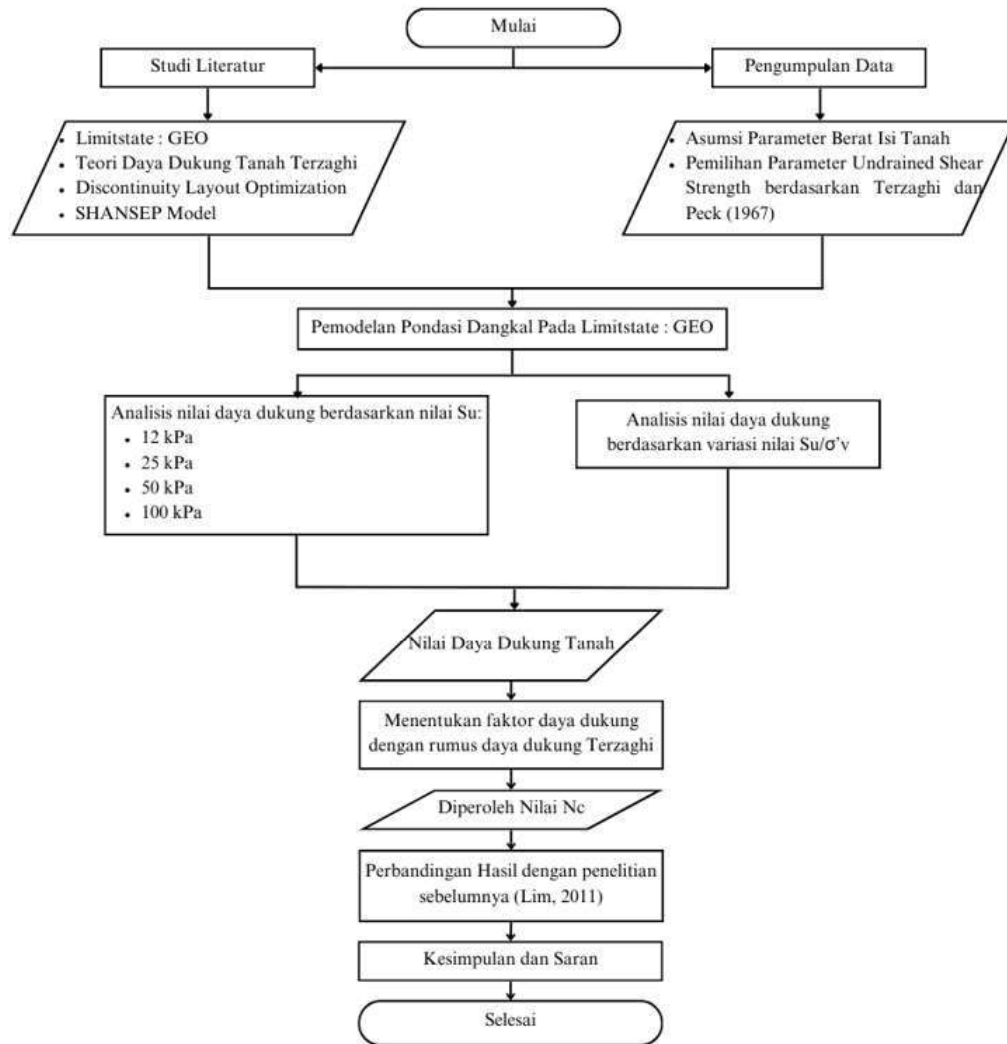 Mulai
Studi Literatur
Pengumpulan Data
• Limitstate : GEO
• Teori Daya Dukung Tanah Terzaghi
• Discontinuity Layout Optimization
• SHANSEP Model
• Asumsi Parameter Berat Isi Tanah
• Pemilihan Parameter Undrained Shear
Strength berdasarkan Terzaghi dan
Peck (1967)
Pemodelan Pondasi Dangkal Pada Limitstate : GEO
Analisis nilai daya dukung berdasarkan nilai Su:
• 12 kPa
• 25 kPa
• 50 kPa
• 100 kPa
Analisis nilai daya dukung
berdasarkan variasi nilai Su/σ'v
Nilai Daya Dukung Tanah
Menentukan faktor daya dukung
dengan rumus daya dukung Terzaghi
Diperoleh Nilai Nc
Perbandingan Hasil dengan penelitian
sebelumnya (Lim, 2011)
Kesimpulan dan Saran
Selesai